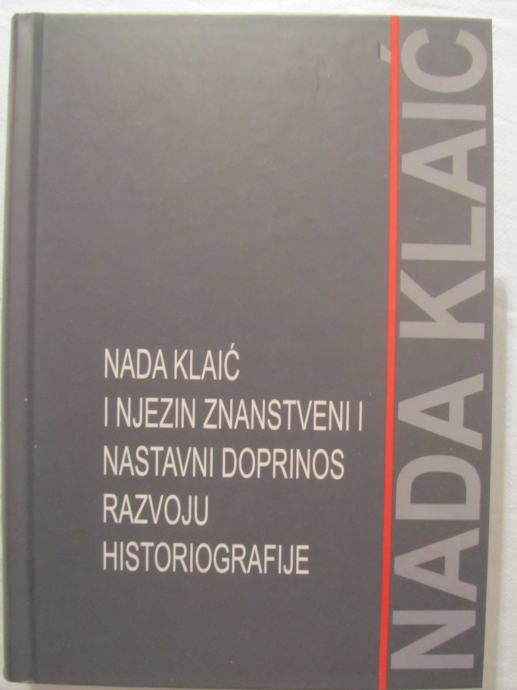 NADA KLAIĆ
I NJEZIN ZNANSTVENI I
NASTAVNI DOPRINOS
RAZVOJU
HISTORIOGRAFIJE
NADA KLAIĆ